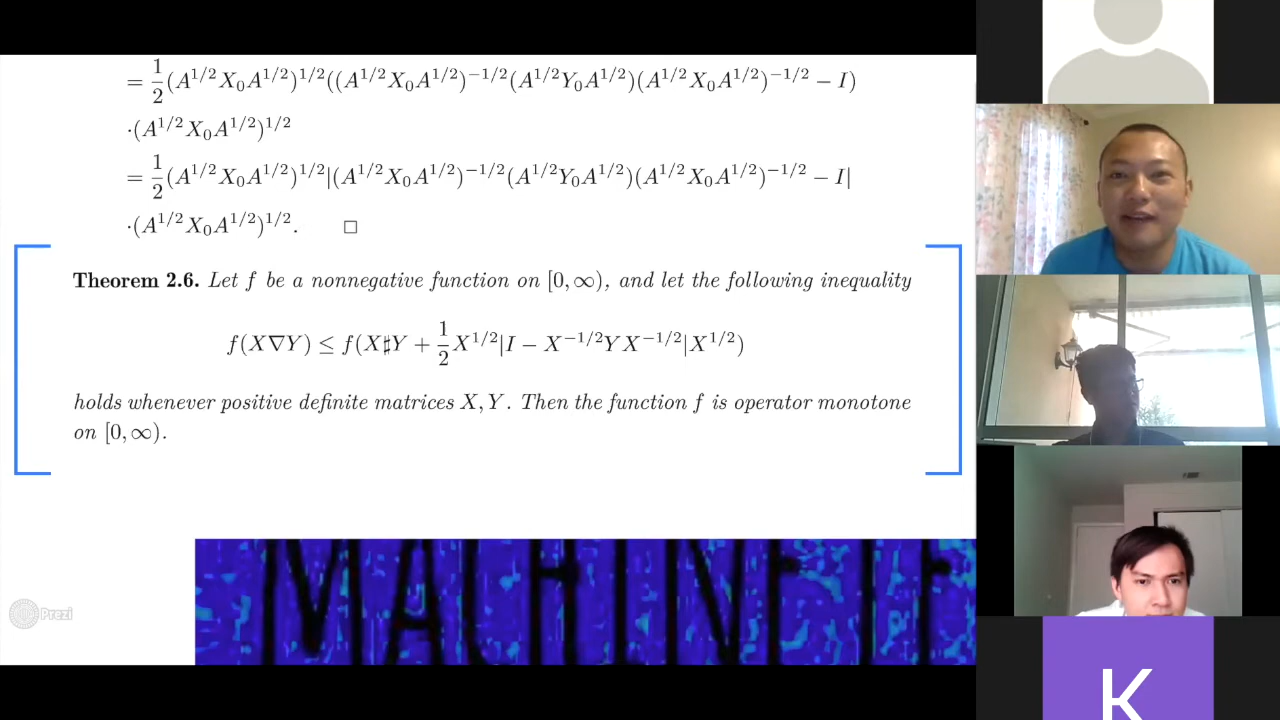 = 1/2 (A^{1/2}X_0A^{1/2})^{1/2}((A^{1/2}X_0A^{1/2})^{-1/2}(A^{1/2}Y_0A^{1/2})(A^{1/2}X_0A^{1/2})^{-1/2} − I)
·(A^{1/2}X_0A^{1/2})^{1/2}
= 1/2 (A^{1/2}X_0A^{1/2})^{1/2}|(A^{1/2}X_0A^{1/2})^{-1/2}(A^{1/2}Y_0A^{1/2})(A^{1/2}X_0A^{1/2})^{-1/2} − I|
·(A^{1/2}X_0A^{1/2})^{1/2}. □
Theorem 2.6. Let f be a nonnegative function on [0, ∞), and let the following inequality
f(X∇Y) ≤ f(X♯Y + 1/2 X^{1/2}|I − X^{-1/2}YX^{-1/2}|X^{1/2})
holds whenever positive definite matrices X, Y. Then the function f is operator monotone
on [0, ∞).
Prezi
K